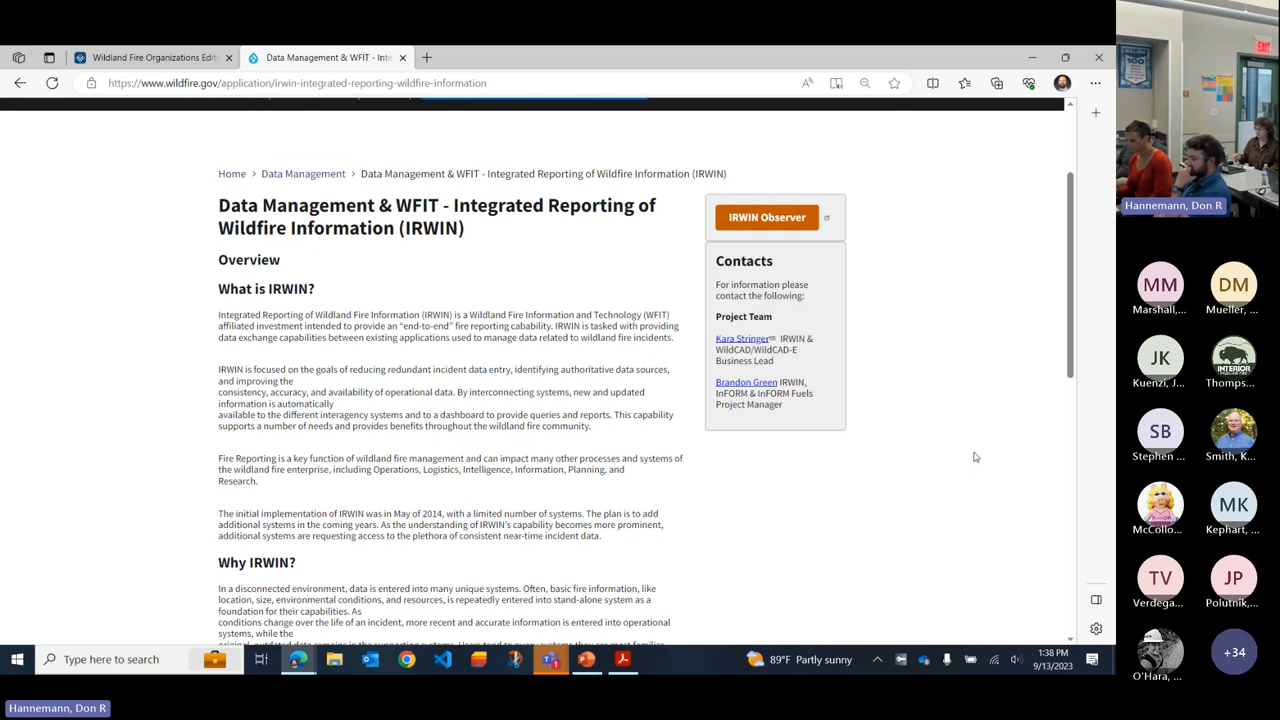 Wildland Fire Organizations Edit
Data Management & WFIT - Inte
https://www.wildfire.gov/application/irwin-integrated-reporting-wildfire-information
Home > Data Management > Data Management & WFIT - Integrated Reporting of Wildfire Information (IRWIN)
Data Management & WFIT - Integrated Reporting of
Wildfire Information (IRWIN)
Overview
What is IRWIN?
Integrated Reporting of Wildland Fire Information (IRWIN) is a Wildland Fire Information and Technology (WFIT)
affiliated investment intended to provide an “end-to-end” fire reporting cabability. IRWIN is tasked with providing
data exchange capabilities between existing applications used to manage data related to wildland fire incidents.
IRWIN is focused on the goals of reducing redundant incident data entry, identifying authoritative data sources,
and improving the
consistency, accuracy, and availability of operational data. By interconnecting systems, new and updated
information is automatically
available to the different interagency systems and to a dashboard to provide queries and reports. This capability
supports a number of needs and provides benefits throughout the wildland fire community.
Fire Reporting is a key function of wildland fire management and can impact many other processes and systems of
the wildland fire enterprise, including Operations, Logistics, Intelligence, Information, Planning, and
Research.
The initial implementation of IRWIN was in May of 2014, with a limited number of systems. The plan is to add
additional systems in the coming years. As the understanding of IRWIN’s capability becomes more prominent,
additional systems are requesting access to the plethora of consistent near-time incident data.
Why IRWIN?
In a disconnected environment, data is entered into many unique systems. Often, basic fire information, like
location, size, environmental conditions, and resources, is repeatedly entered into stand-alone system as a
foundation for their capabilities. As
conditions change over the life of an incident, more recent and accurate information is entered into operational
systems, while the
IRWIN Observer
Contacts
For information please
contact the following:
Project Team
Kara Stringer IRWIN &
WildCAD/WildCAD-E
Business Lead
Brandon Green IRWIN,
InFORM & InFORM Fuels
Project Manager
Type here to search
89°F Partly sunny
1:38 PM
9/13/2023
Hannemann, Don R
EXIT
100
Hannemann, Don R
MM
Marshall,...
DM
Mueller, ...
JK
Kuenzi, J...
INTERIOR
Thomps...
SB
Stephen ...
Smith, K...
McCollo...
MK
Kephart, ...
TV
Verdega...
JP
Polutnik,...
O'Hara, ...
+34